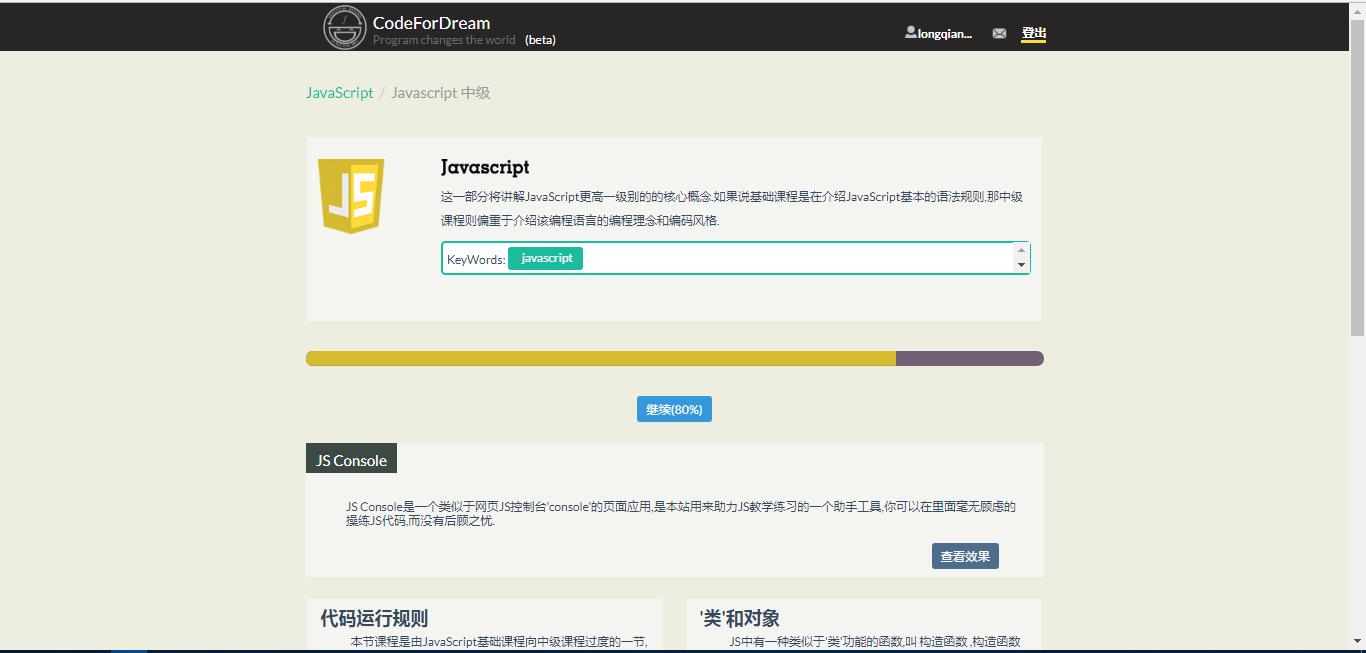 CodeForDream
Program changes the world (beta)
longqian...
登出
JavaScript / Javascript 中级
JS
Javascript
这一部分将讲解JavaScript更高一级别的的核心概念.如果说基础课程是在介绍JavaScript基本的语法规则,那中级
课程则偏重于介绍该编程语言的编程理念和编码风格.
KeyWords: javascript
继续(80%)
JS Console
JS Console是一个类似于网页JS控制台'console'的页面应用,是本站用来助力JS教学练习的一个助手工具,你可以在里面毫无顾虑的
操练JS代码,而没有后顾之忧.
查看效果
代码运行规则
本节课程是由JavaScript基础课程向中级课程过度的一节,
'类'和对象
JS中有一种类似于'类'功能的函数,叫 构造函数 ,构造函数